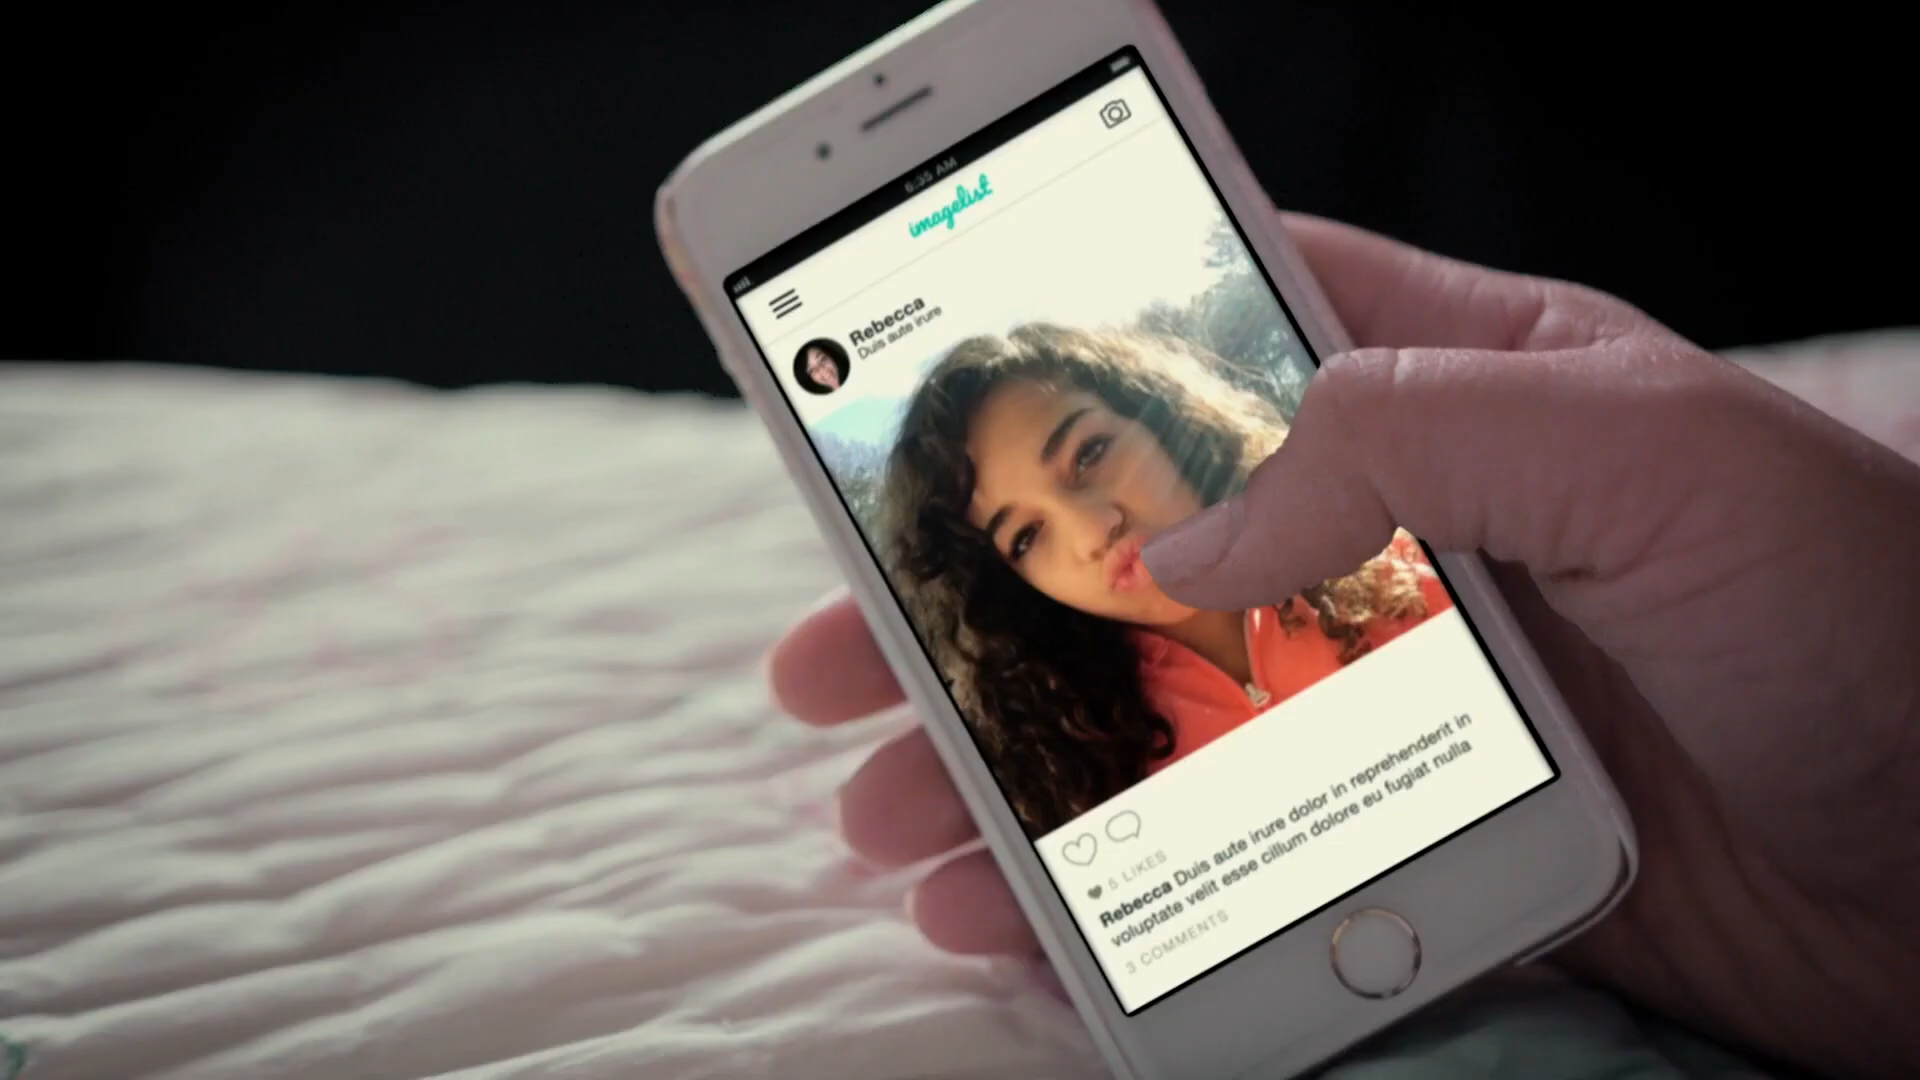 6:35 AM
imagelist
Rebecca
Duis aute irure
5 LIKES
Rebecca Duis aute irure dolor in reprehenderit in
voluptate velit esse cillum dolore eu fugiat nulla
3 COMMENTS